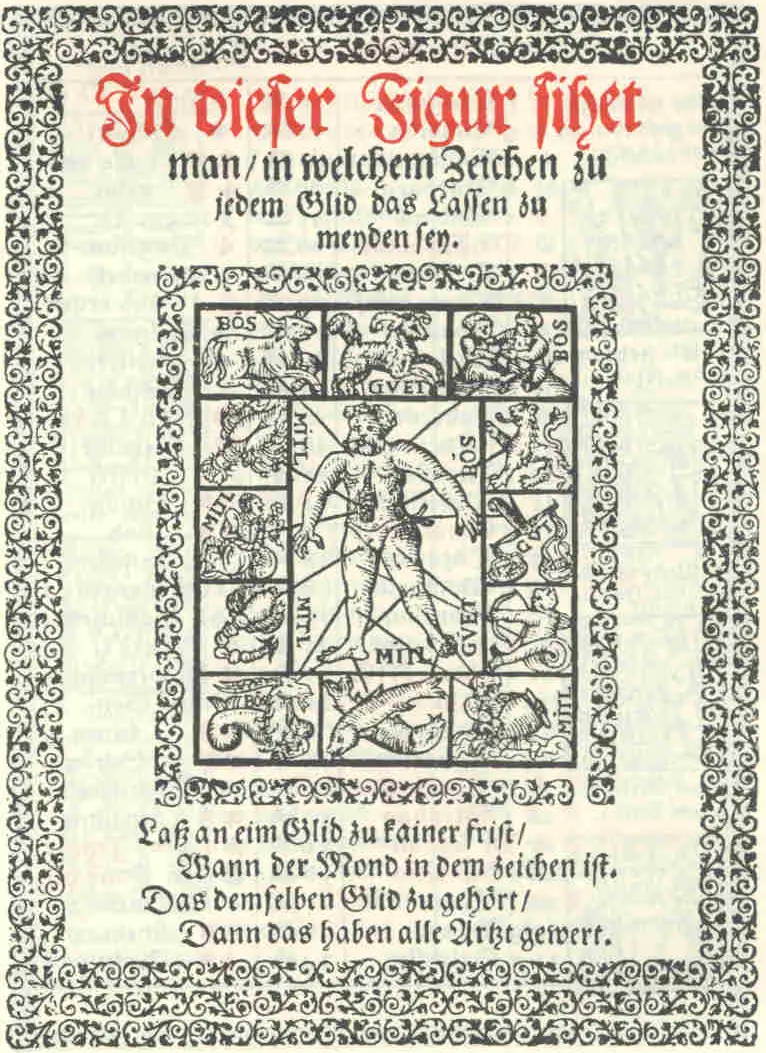 In dieser Figur sihet
man/ in welchem Zeichen zu
jedem Glid das Lassen zu
meyden sey.
BÖS
GVET
BÖS
MITL
BÖS
MITL
G
MITL
GVET
MITL
BÖS
MITL
Laß an eim Glid zu kainer frist/
Wann der Mond in dem zeichen ist.
Das demselben Glid zu gehört/
Dann das haben alle Artzt gewert.